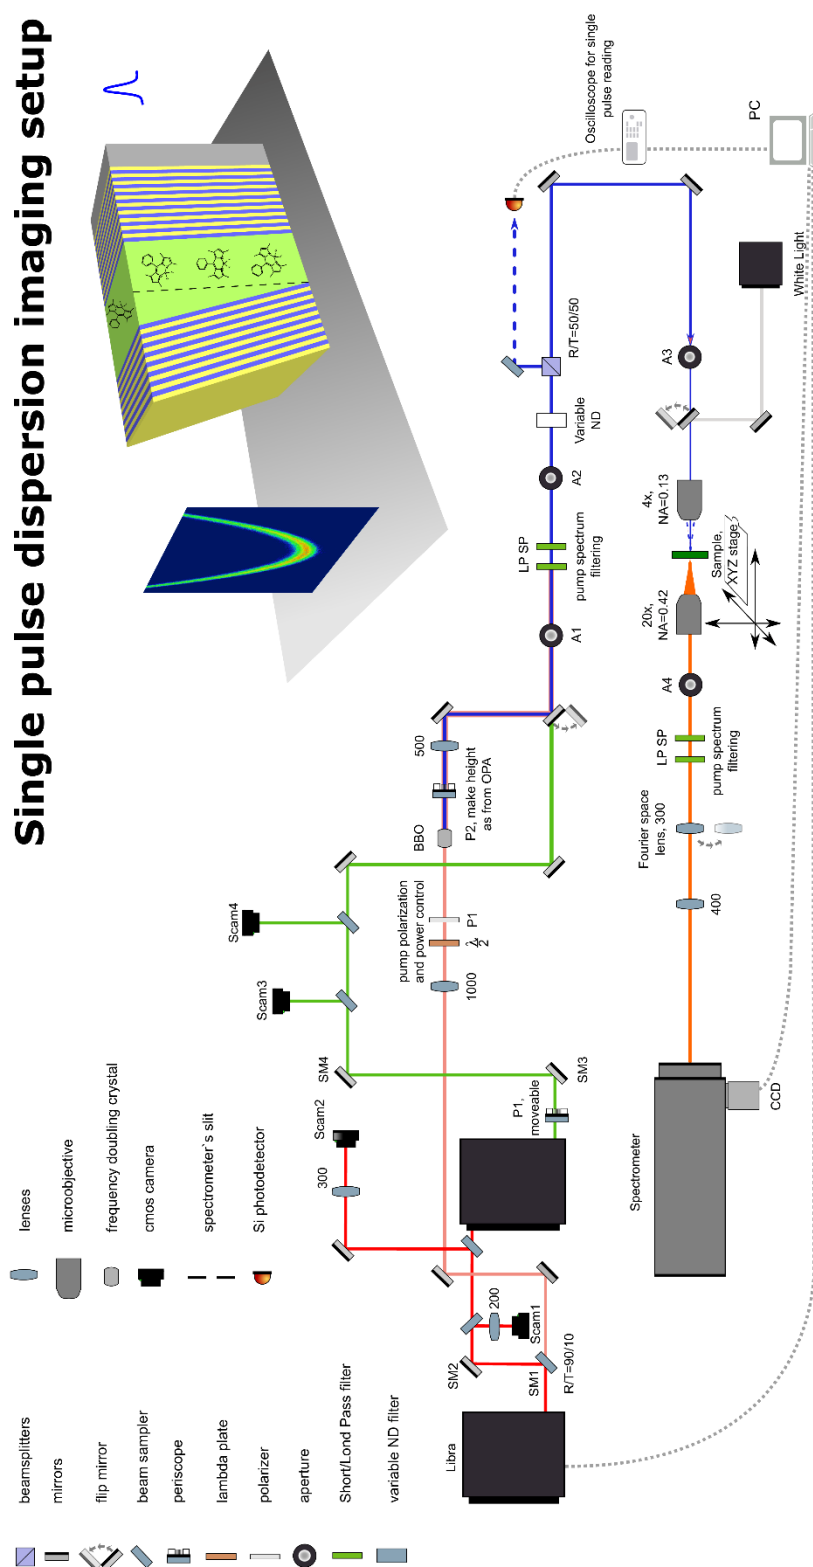 Single pulse dispersion imaging setup
beamsplitters
mirrors
flip mirror
beam sampler
periscope
lambda plate
polarizer
aperture
Short/Lond Pass filter
variable ND filter
lenses
microobjective
frequency doubling crystal
cmos camera
spectrometer`s slit
Si photodetector
Libra
SM1
R/T=90/10
SM2
200
Scam1
300
Scam2
P1,
moveable
SM3
SM4
Scam3
Scam4
1000
pump polarization
and power control
λ
2
P1
BBO
P2, make height
as from OPA
500
A1
LP SP
pump spectrum
filtering
A2
Variable
ND
R/T=50/50
Oscilloscope for single
pulse reading
PC
White Light
A3
4x,
NA=0.13
Sample,
XYZ stage
20x,
NA=0.42
A4
LP SP
pump spectrum
filtering
Fourier space
lens, 300
400
Spectrometer
CCD